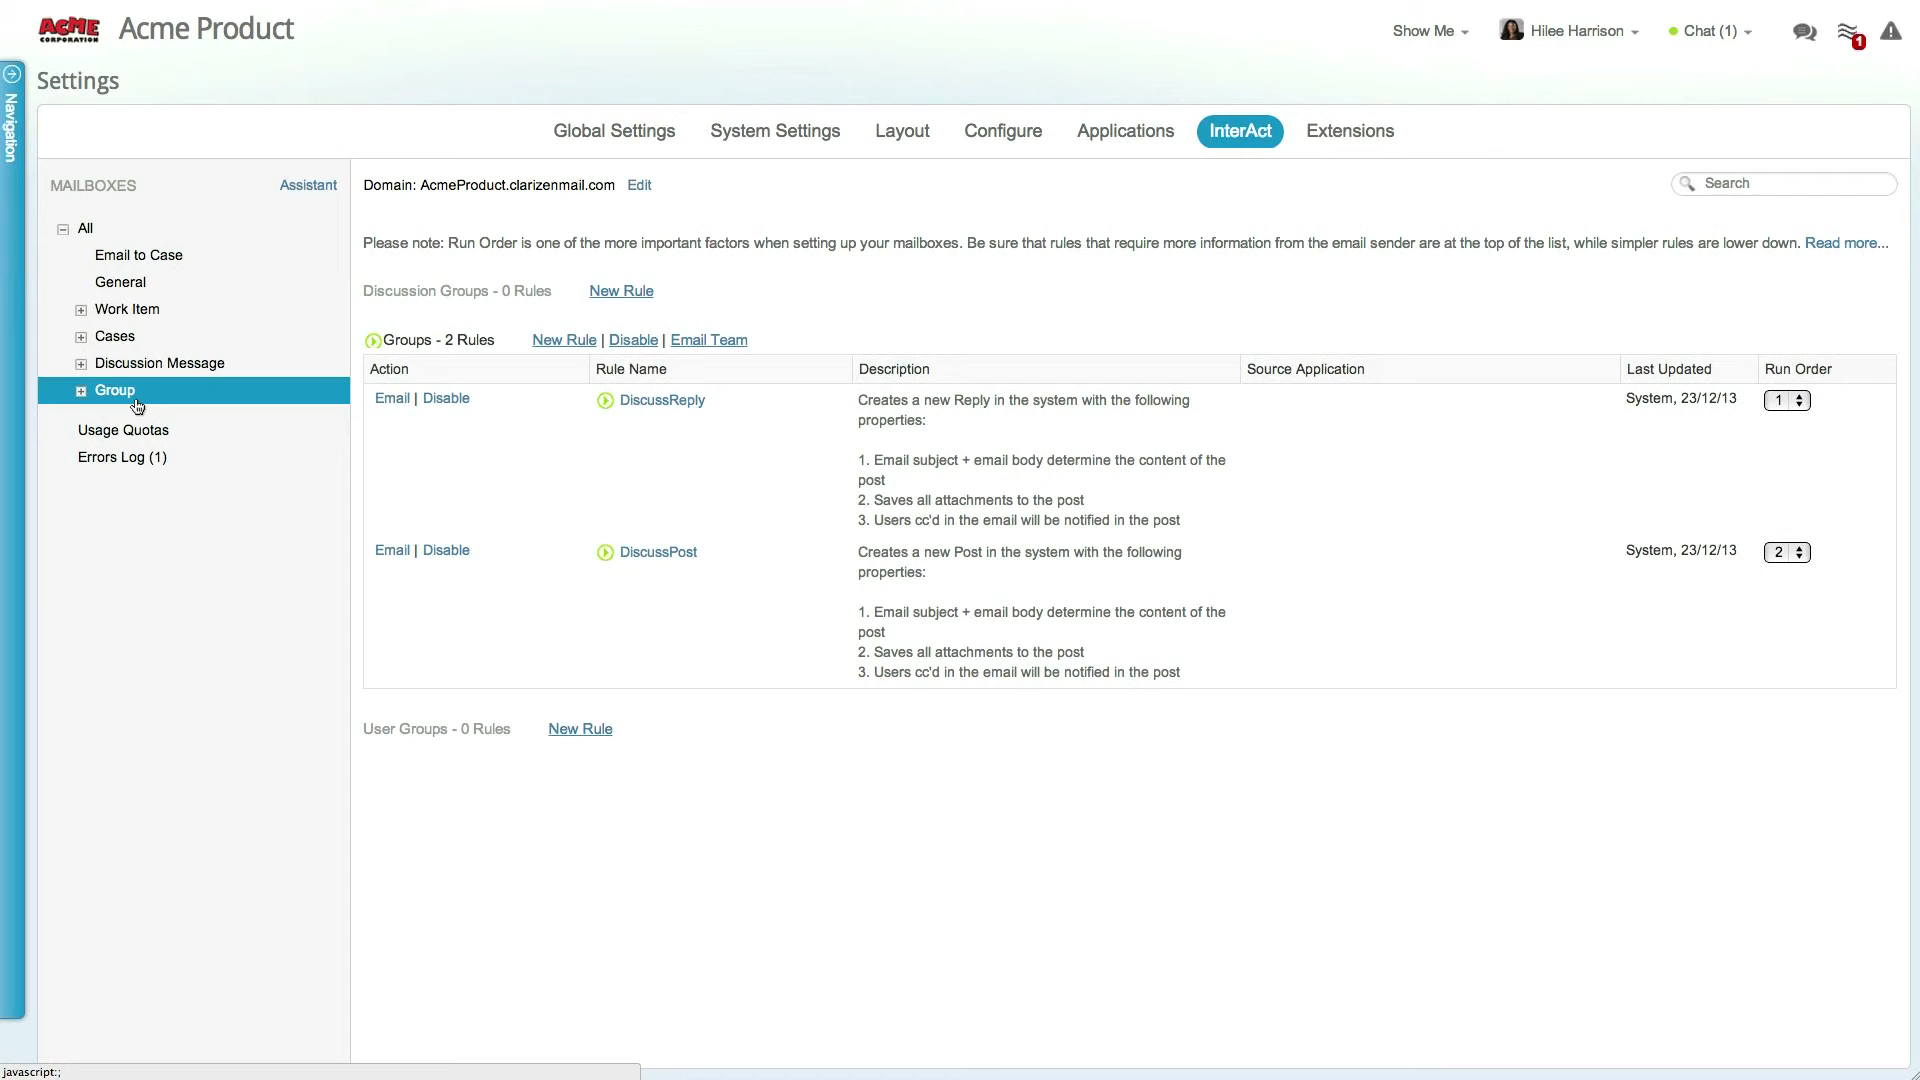 ACME
CORPORATION
Acme Product
Show Me
Hilee Harrison
Chat (1)
1
Navigation
Settings
Global Settings
System Settings
Layout
Configure
Applications
InterAct
Extensions
MAILBOXES
Assistant
All
Email to Case
General
Work Item
Cases
Discussion Message
Group
Usage Quotas
Errors Log (1)
Domain: AcmeProduct.clarizenmail.com Edit
Search
Please note: Run Order is one of the more important factors when setting up your mailboxes. Be sure that rules that require more information from the email sender are at the top of the list, while simpler rules are lower down. Read more...
Discussion Groups - 0 Rules New Rule
Groups - 2 Rules New Rule | Disable | Email Team
Action Rule Name Description Source Application Last Updated Run Order
Email | Disable DiscussReply Creates a new Reply in the system with the following System, 23/12/13 1
properties:
1. Email subject + email body determine the content of the
post
2. Saves all attachments to the post
3. Users cc'd in the email will be notified in the post
Email | Disable DiscussPost Creates a new Post in the system with the following System, 23/12/13 2
properties:
1. Email subject + email body determine the content of the
post
2. Saves all attachments to the post
3. Users cc'd in the email will be notified in the post
User Groups - 0 Rules New Rule
javascript:;